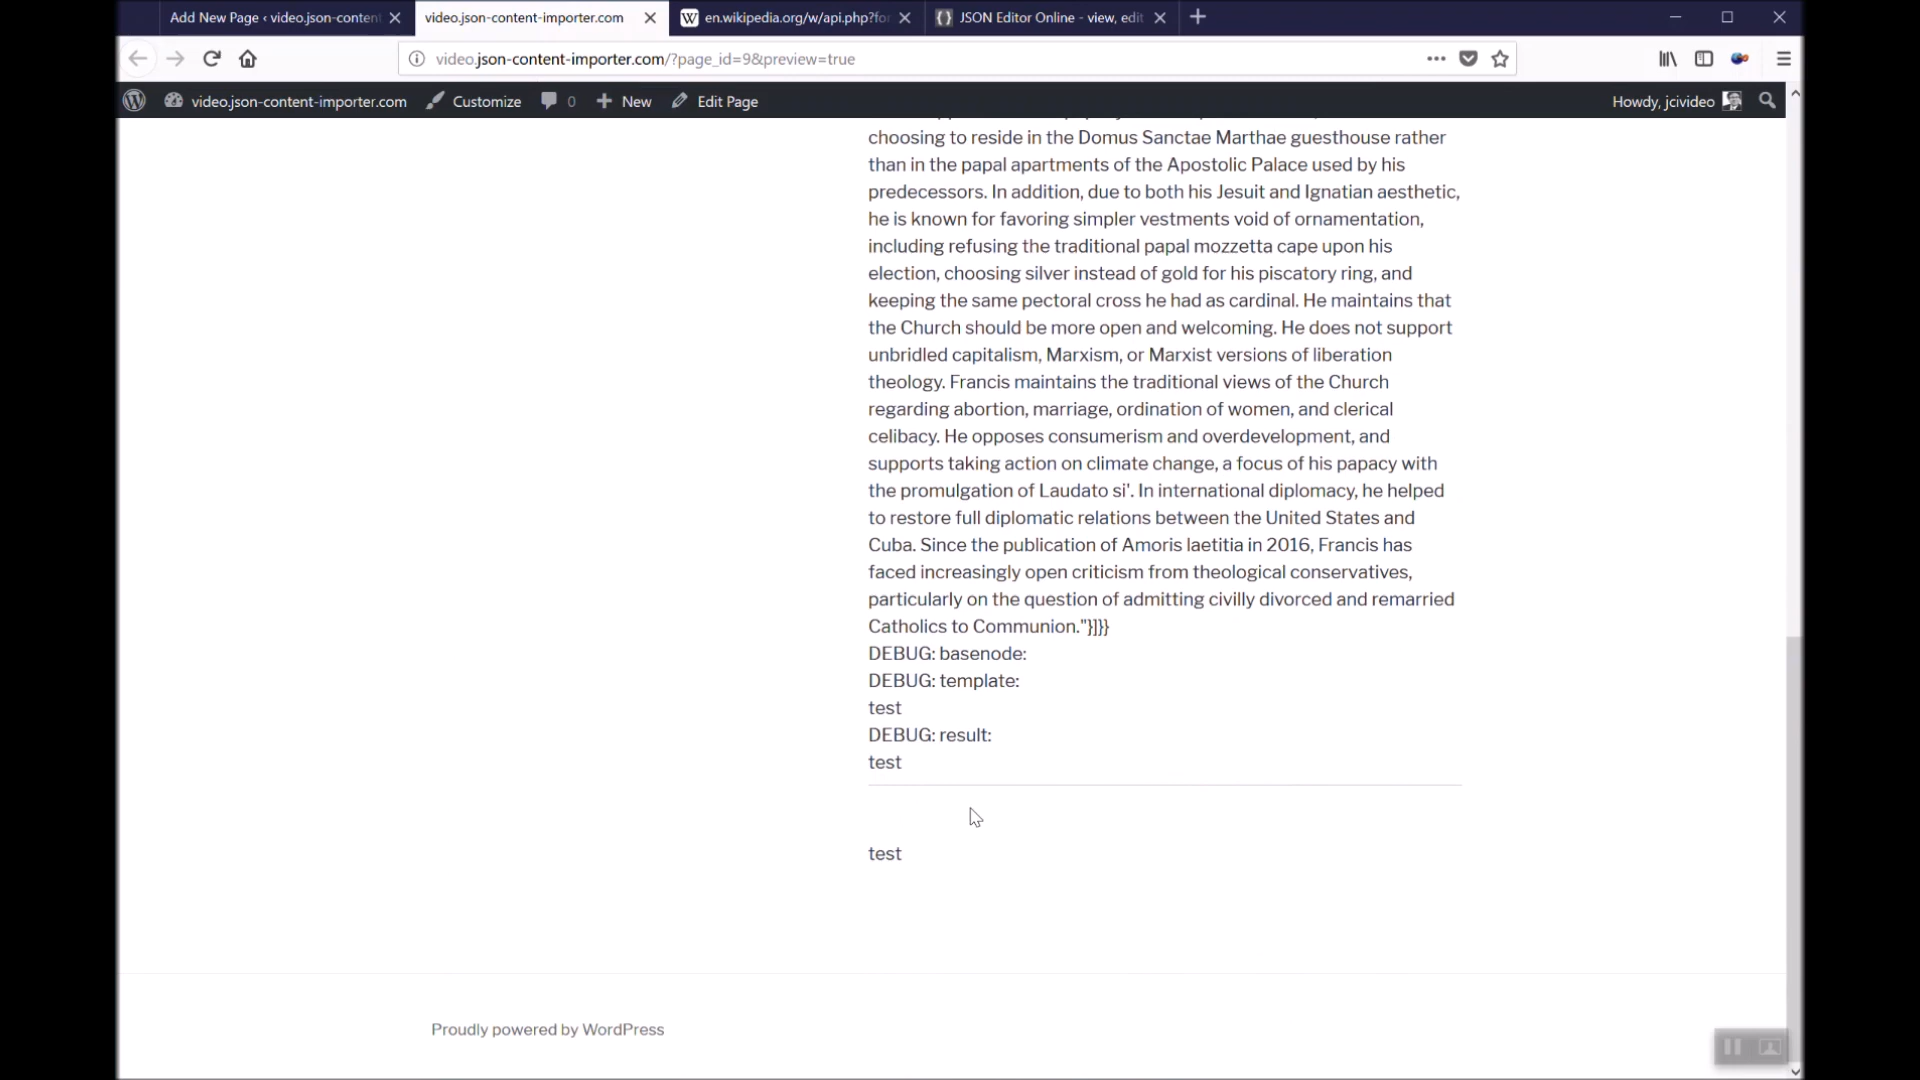 Add New Page ‹ video.json-content
video.json-content-importer.com
W en.wikipedia.org/w/api.php?for
{ } JSON Editor Online - view, edit
video.json-content-importer.com/?page_id=9&preview=true
video.json-content-importer.com Customize 0 New Edit Page Howdy, jcivideo
choosing to reside in the Domus Sanctae Marthae guesthouse rather
than in the papal apartments of the Apostolic Palace used by his
predecessors. In addition, due to both his Jesuit and Ignatian aesthetic,
he is known for favoring simpler vestments void of ornamentation,
including refusing the traditional papal mozzetta cape upon his
election, choosing silver instead of gold for his piscatory ring, and
keeping the same pectoral cross he had as cardinal. He maintains that
the Church should be more open and welcoming. He does not support
unbridled capitalism, Marxism, or Marxist versions of liberation
theology. Francis maintains the traditional views of the Church
regarding abortion, marriage, ordination of women, and clerical
celibacy. He opposes consumerism and overdevelopment, and
supports taking action on climate change, a focus of his papacy with
the promulgation of Laudato si'. In international diplomacy, he helped
to restore full diplomatic relations between the United States and
Cuba. Since the publication of Amoris laetitia in 2016, Francis has
faced increasingly open criticism from theological conservatives,
particularly on the question of admitting civilly divorced and remarried
Catholics to Communion."}]}}
DEBUG: basenode:
DEBUG: template:
test
DEBUG: result:
test
test
Proudly powered by WordPress